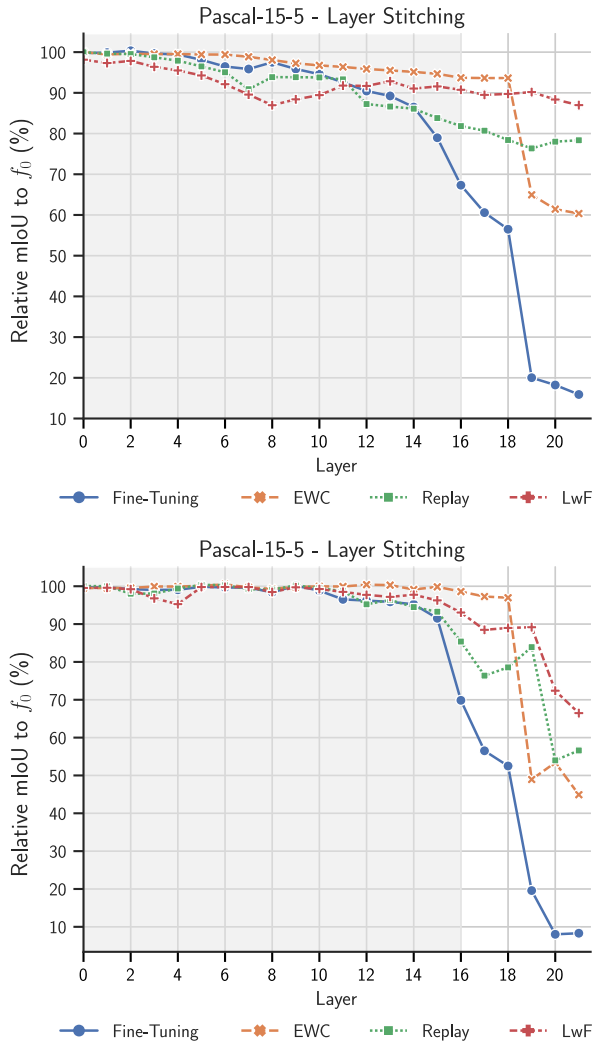 Pascal-15-5 - Layer Stitching
Relative mIoU to f₀ (%)
100
90
80
70
60
50
40
30
20
10
0 2 4 6 8 10 12 14 16 18 20
Layer
Fine-Tuning EWC Replay LwF
Pascal-15-5 - Layer Stitching
Relative mIoU to f₀ (%)
100
90
80
70
60
50
40
30
20
10
0 2 4 6 8 10 12 14 16 18 20
Layer
Fine-Tuning EWC Replay LwF